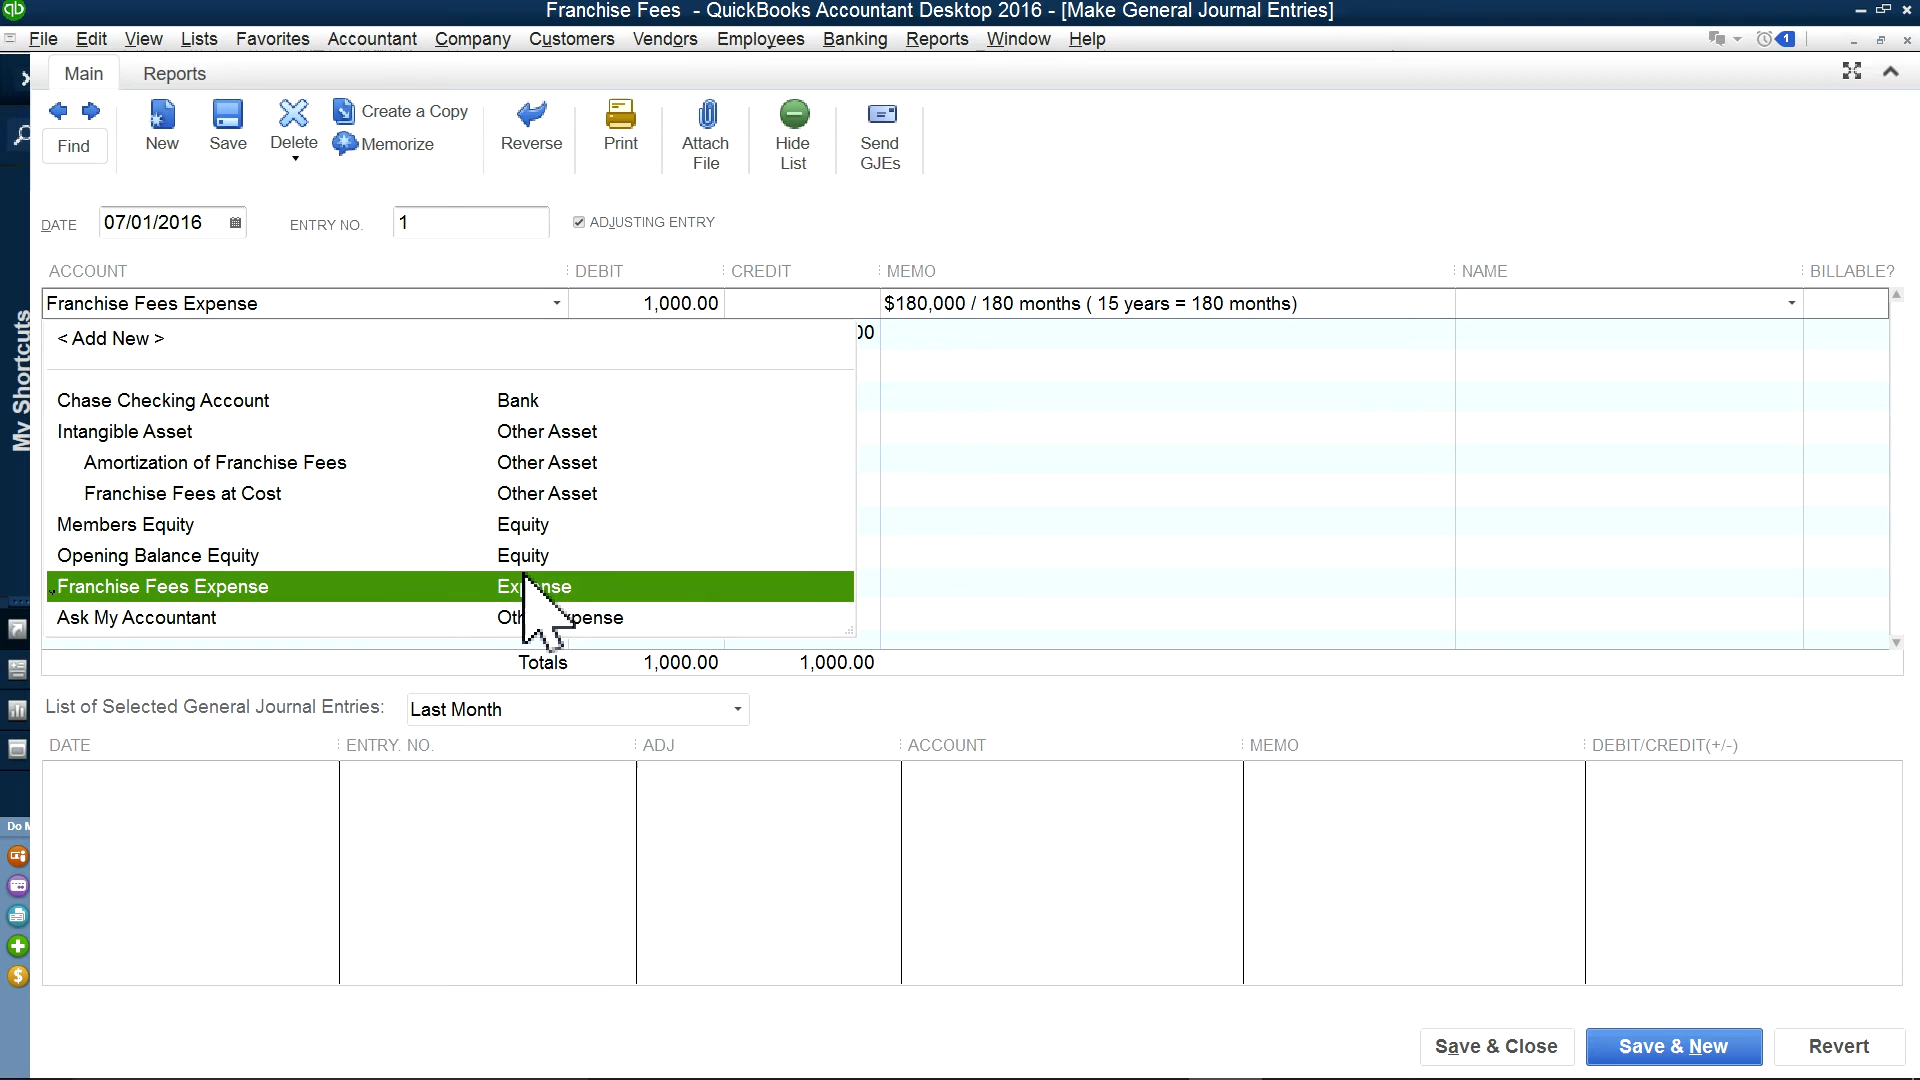 qb
Franchise Fees - QuickBooks Accountant Desktop 2016 - [Make General Journal Entries]
File Edit View Lists Favorites Accountant Company Customers Vendors Employees Banking Reports Window Help
1
Main Reports
Find
New
Save
Delete
Create a Copy
Memorize
Reverse
Print
Attach
File
Hide
List
Send
GJEs
DATE 07/01/2016 ENTRY NO. 1 ADJUSTING ENTRY
ACCOUNT DEBIT CREDIT MEMO NAME BILLABLE?
Franchise Fees Expense 1,000.00 $180,000 / 180 months ( 15 years = 180 months)
< Add New >
Chase Checking Account Bank
Intangible Asset Other Asset
Amortization of Franchise Fees Other Asset
Franchise Fees at Cost Other Asset
Members Equity Equity
Opening Balance Equity Equity
Franchise Fees Expense Expense
Ask My Accountant Other Expense
Totals 1,000.00 1,000.00
My Shortcuts
List of Selected General Journal Entries: Last Month
DATE ENTRY. NO. ADJ ACCOUNT MEMO DEBIT/CREDIT(+/-)
Do
$
Save & Close Save & New Revert